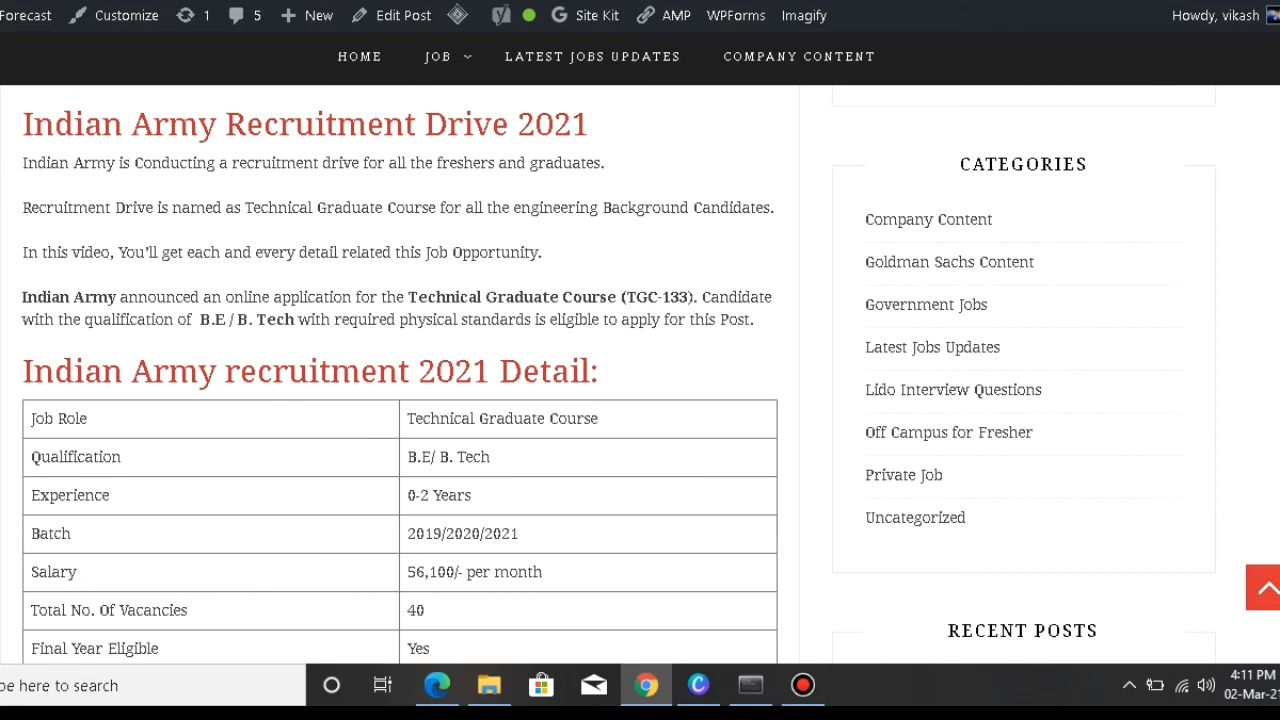 Forecast Customize 1 5 New Edit Post Site Kit AMP WPForms Imagify Howdy, vikash
HOME JOB LATEST JOBS UPDATES COMPANY CONTENT
Indian Army Recruitment Drive 2021
Indian Army is Conducting a recruitment drive for all the freshers and graduates.
Recruitment Drive is named as Technical Graduate Course for all the engineering Background Candidates.
In this video, You’ll get each and every detail related this Job Opportunity.
Indian Army announced an online application for the Technical Graduate Course (TGC-133). Candidate
with the qualification of B.E / B. Tech with required physical standards is eligible to apply for this Post.
Indian Army recruitment 2021 Detail:
Job Role Technical Graduate Course
Qualification B.E/ B. Tech
Experience 0-2 Years
Batch 2019/2020/2021
Salary 56,100/- per month
Total No. Of Vacancies 40
Final Year Eligible Yes
CATEGORIES
Company Content
Goldman Sachs Content
Government Jobs
Latest Jobs Updates
Lido Interview Questions
Off Campus for Fresher
Private Job
Uncategorized
RECENT POSTS
pe here to search
4:11 PM
02-Mar-21